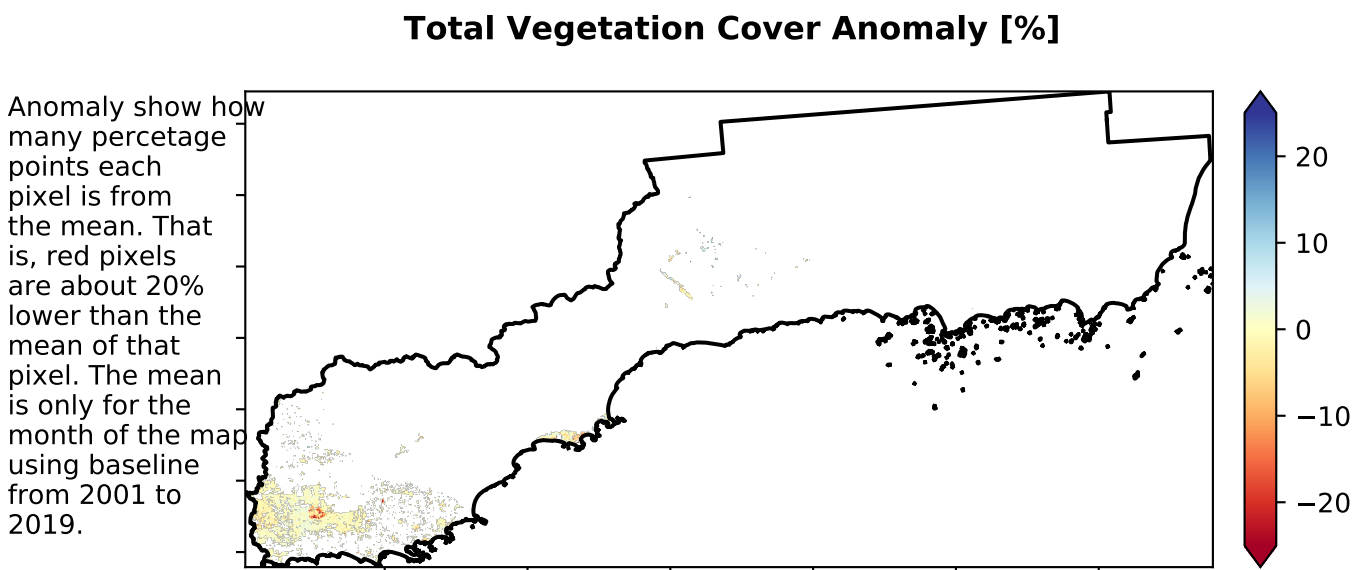 Total Vegetation Cover Anomaly [%]
Anomaly show how
many percetage
points each
pixel is from
the mean. That
is, red pixels
are about 20%
lower than the
mean of that
pixel. The mean
is only for the
month of the map
using baseline
from 2001 to
2019.
20
10
0
−10
−20